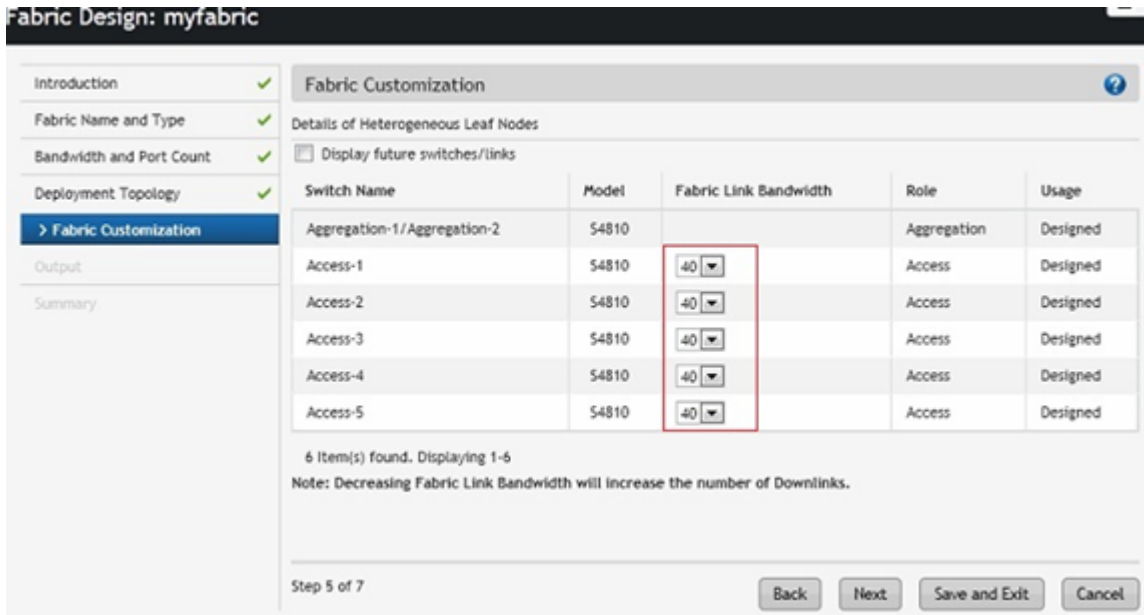 Fabric Design: myfabric
Introduction
Fabric Name and Type
Bandwidth and Port Count
Deployment Topology
> Fabric Customization
Output
Summary
Fabric Customization ?
Details of Heterogeneous Leaf Nodes
Display future switches/links
Switch Name Model Fabric Link Bandwidth Role Usage
Aggregation-1/Aggregation-2 S4810 Aggregation Designed
Access-1 S4810 40 Access Designed
Access-2 S4810 40 Access Designed
Access-3 S4810 40 Access Designed
Access-4 S4810 40 Access Designed
Access-5 S4810 40 Access Designed
6 Item(s) found. Displaying 1-6
Note: Decreasing Fabric Link Bandwidth will increase the number of Downlinks.
Step 5 of 7 Back Next Save and Exit Cancel